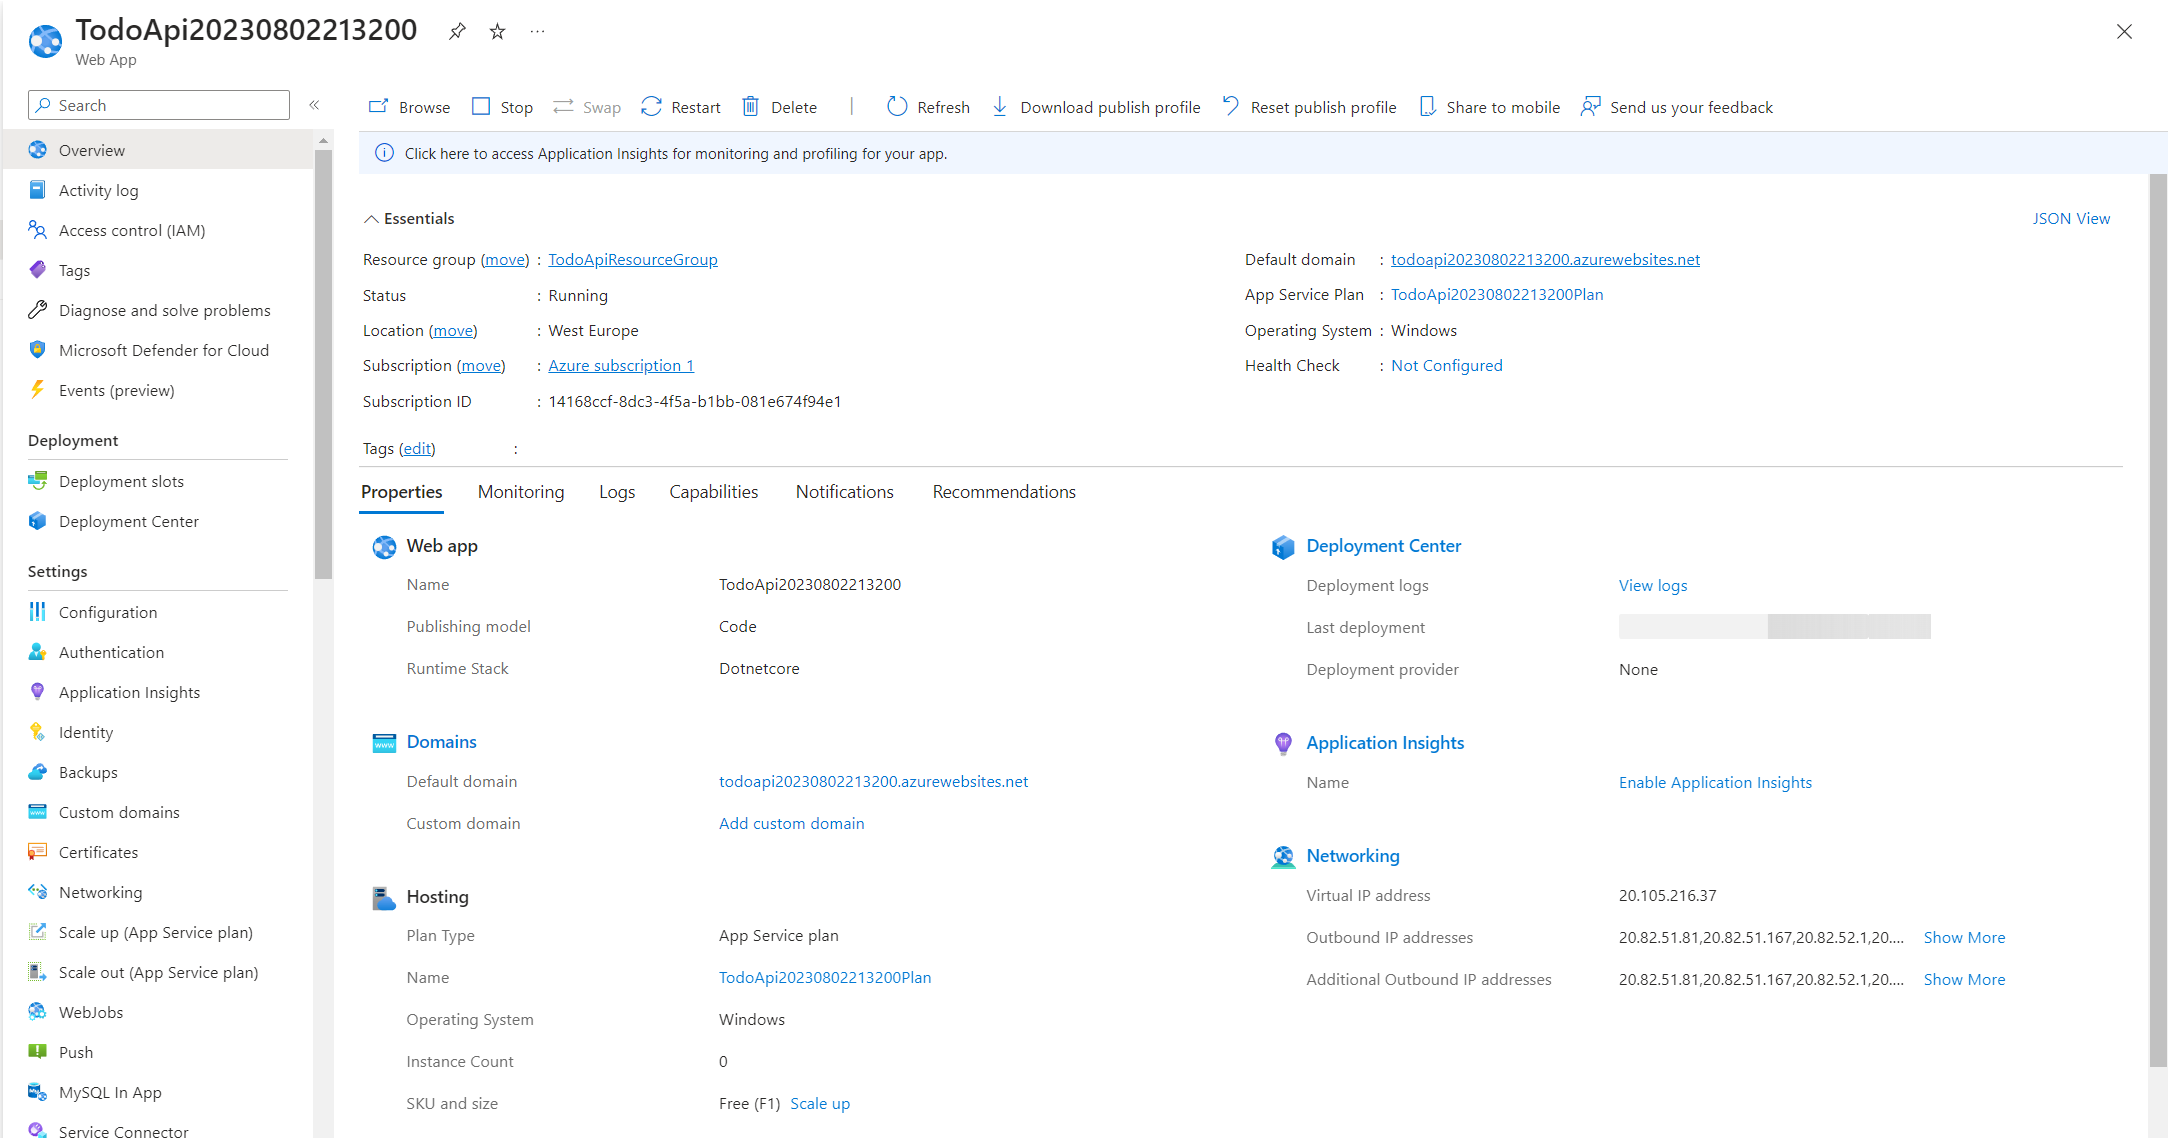 TodoApi20230802213200
Web App
Search
Overview
Activity log
Access control (IAM)
Tags
Diagnose and solve problems
Microsoft Defender for Cloud
Events (preview)
Deployment
Deployment slots
Deployment Center
Settings
Configuration
Authentication
Application Insights
Identity
Backups
Custom domains
Certificates
Networking
Scale up (App Service plan)
Scale out (App Service plan)
WebJobs
Push
MySQL In App
Service Connector
Browse Stop Swap Restart Delete | Refresh Download publish profile Reset publish profile Share to mobile Send us your feedback
Click here to access Application Insights for monitoring and profiling for your app.
Essentials
JSON View
Resource group (move) : TodoApiResourceGroup
Status : Running
Location (move) : West Europe
Subscription (move) : Azure subscription 1
Subscription ID : 14168ccf-8dc3-4f5a-b1bb-081e674f94e1
Default domain : todoapi20230802213200.azurewebsites.net
App Service Plan : TodoApi20230802213200Plan
Operating System : Windows
Health Check : Not Configured
Tags (edit) :
Properties Monitoring Logs Capabilities Notifications Recommendations
Web app
Name TodoApi20230802213200
Publishing model Code
Runtime Stack Dotnetcore
Domains
Default domain todoapi20230802213200.azurewebsites.net
Custom domain Add custom domain
Hosting
Plan Type App Service plan
Name TodoApi20230802213200Plan
Operating System Windows
Instance Count 0
SKU and size Free (F1) Scale up
Deployment Center
Deployment logs View logs
Last deployment
Deployment provider None
Application Insights
Name Enable Application Insights
Networking
Virtual IP address 20.105.216.37
Outbound IP addresses 20.82.51.81,20.82.51.167,20.82.52.1,20.... Show More
Additional Outbound IP addresses 20.82.51.81,20.82.51.167,20.82.52.1,20.... Show More